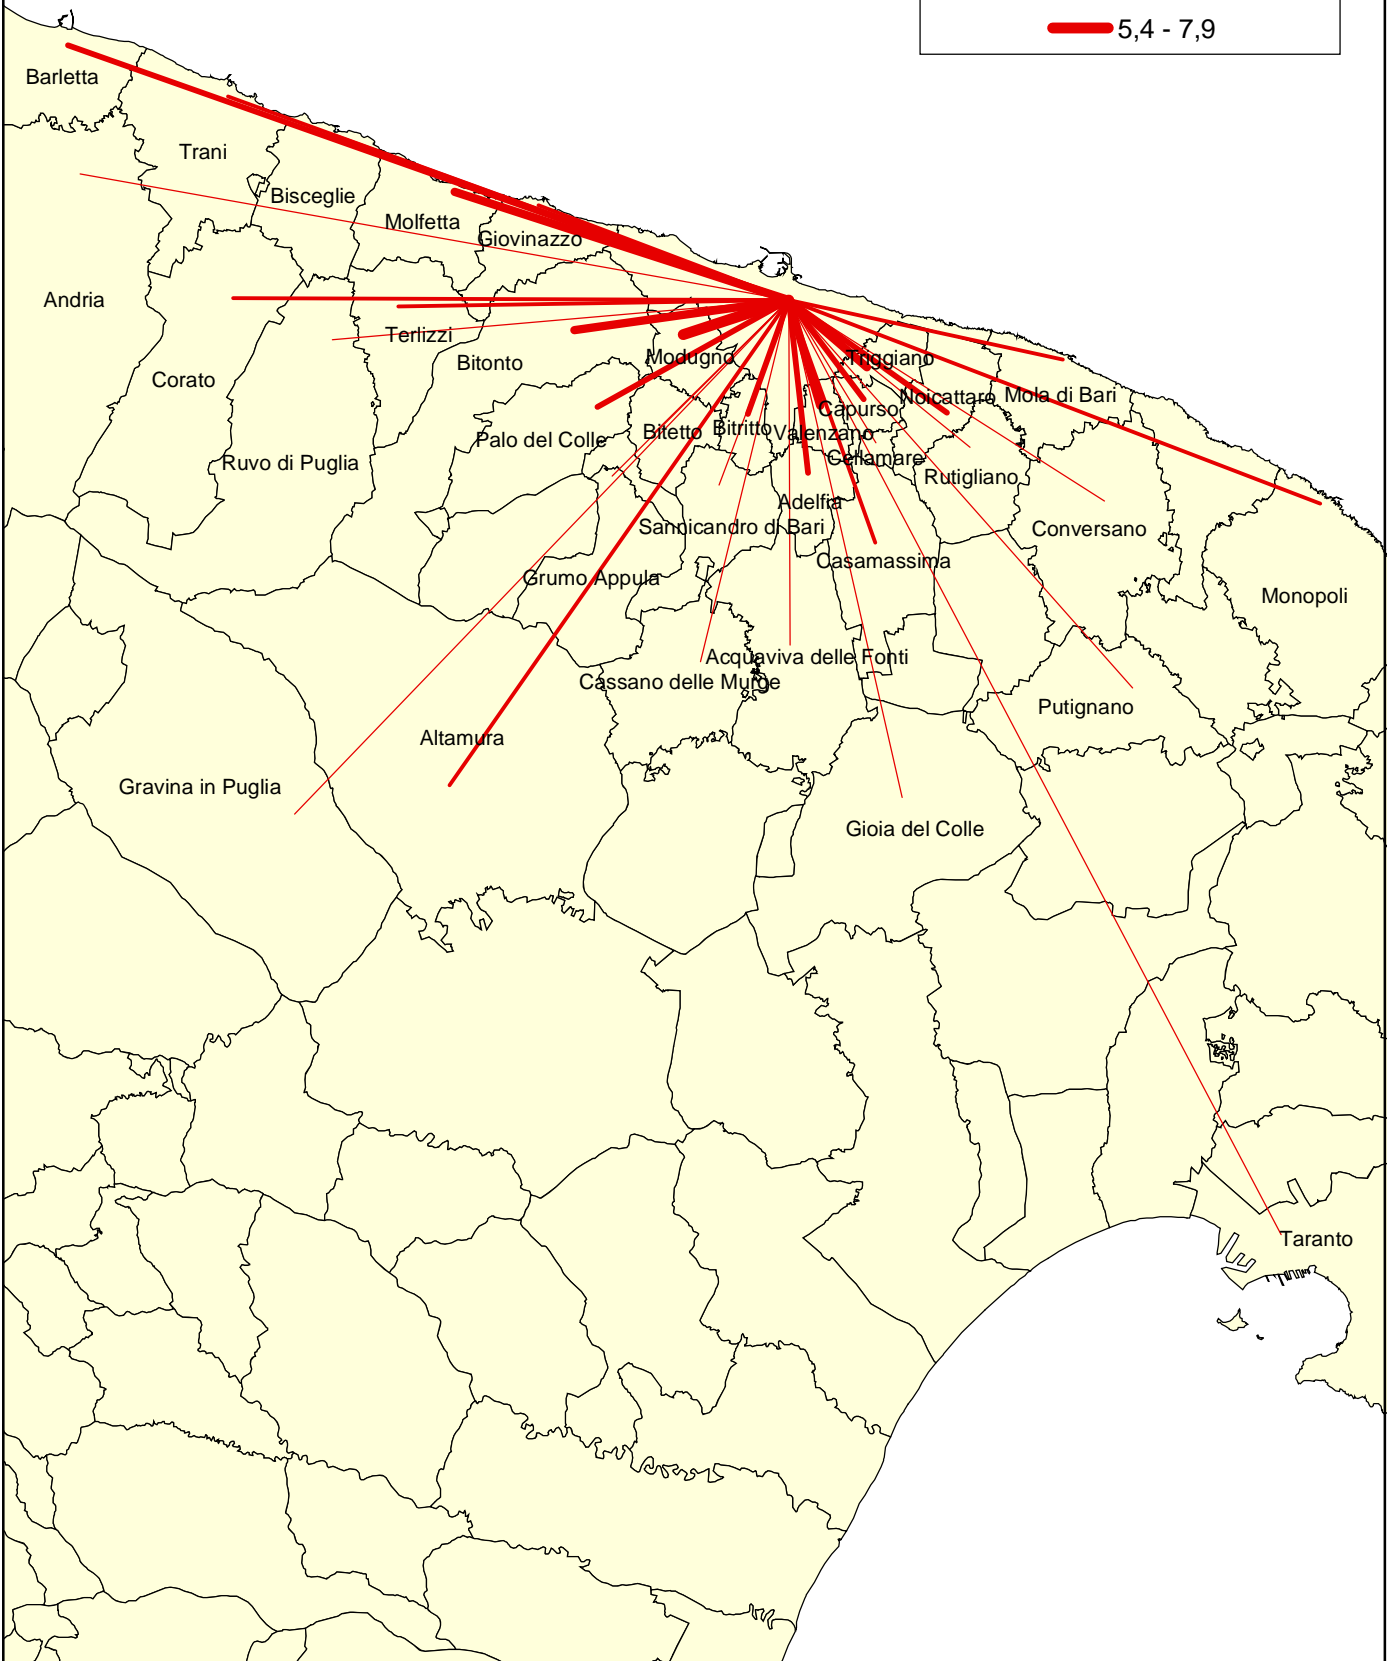 5,4 - 7,9
Barletta
Trani
Bisceglie
Molfetta
Giovinazzo
Andria
Terlizzi
Bitonto
Modugno
Triggiano
Corato
Noicattaro
Mola di Bari
Capurso
Palo del Colle
Bitetto
Bitritto
Valenzano
Ruvo di Puglia
Cellamare
Rutigliano
Adelfia
Sannicandro di Bari
Conversano
Casamassima
Grumo Appula
Monopoli
Acquaviva delle Fonti
Cassano delle Murge
Putignano
Altamura
Gravina in Puglia
Gioia del Colle
Taranto